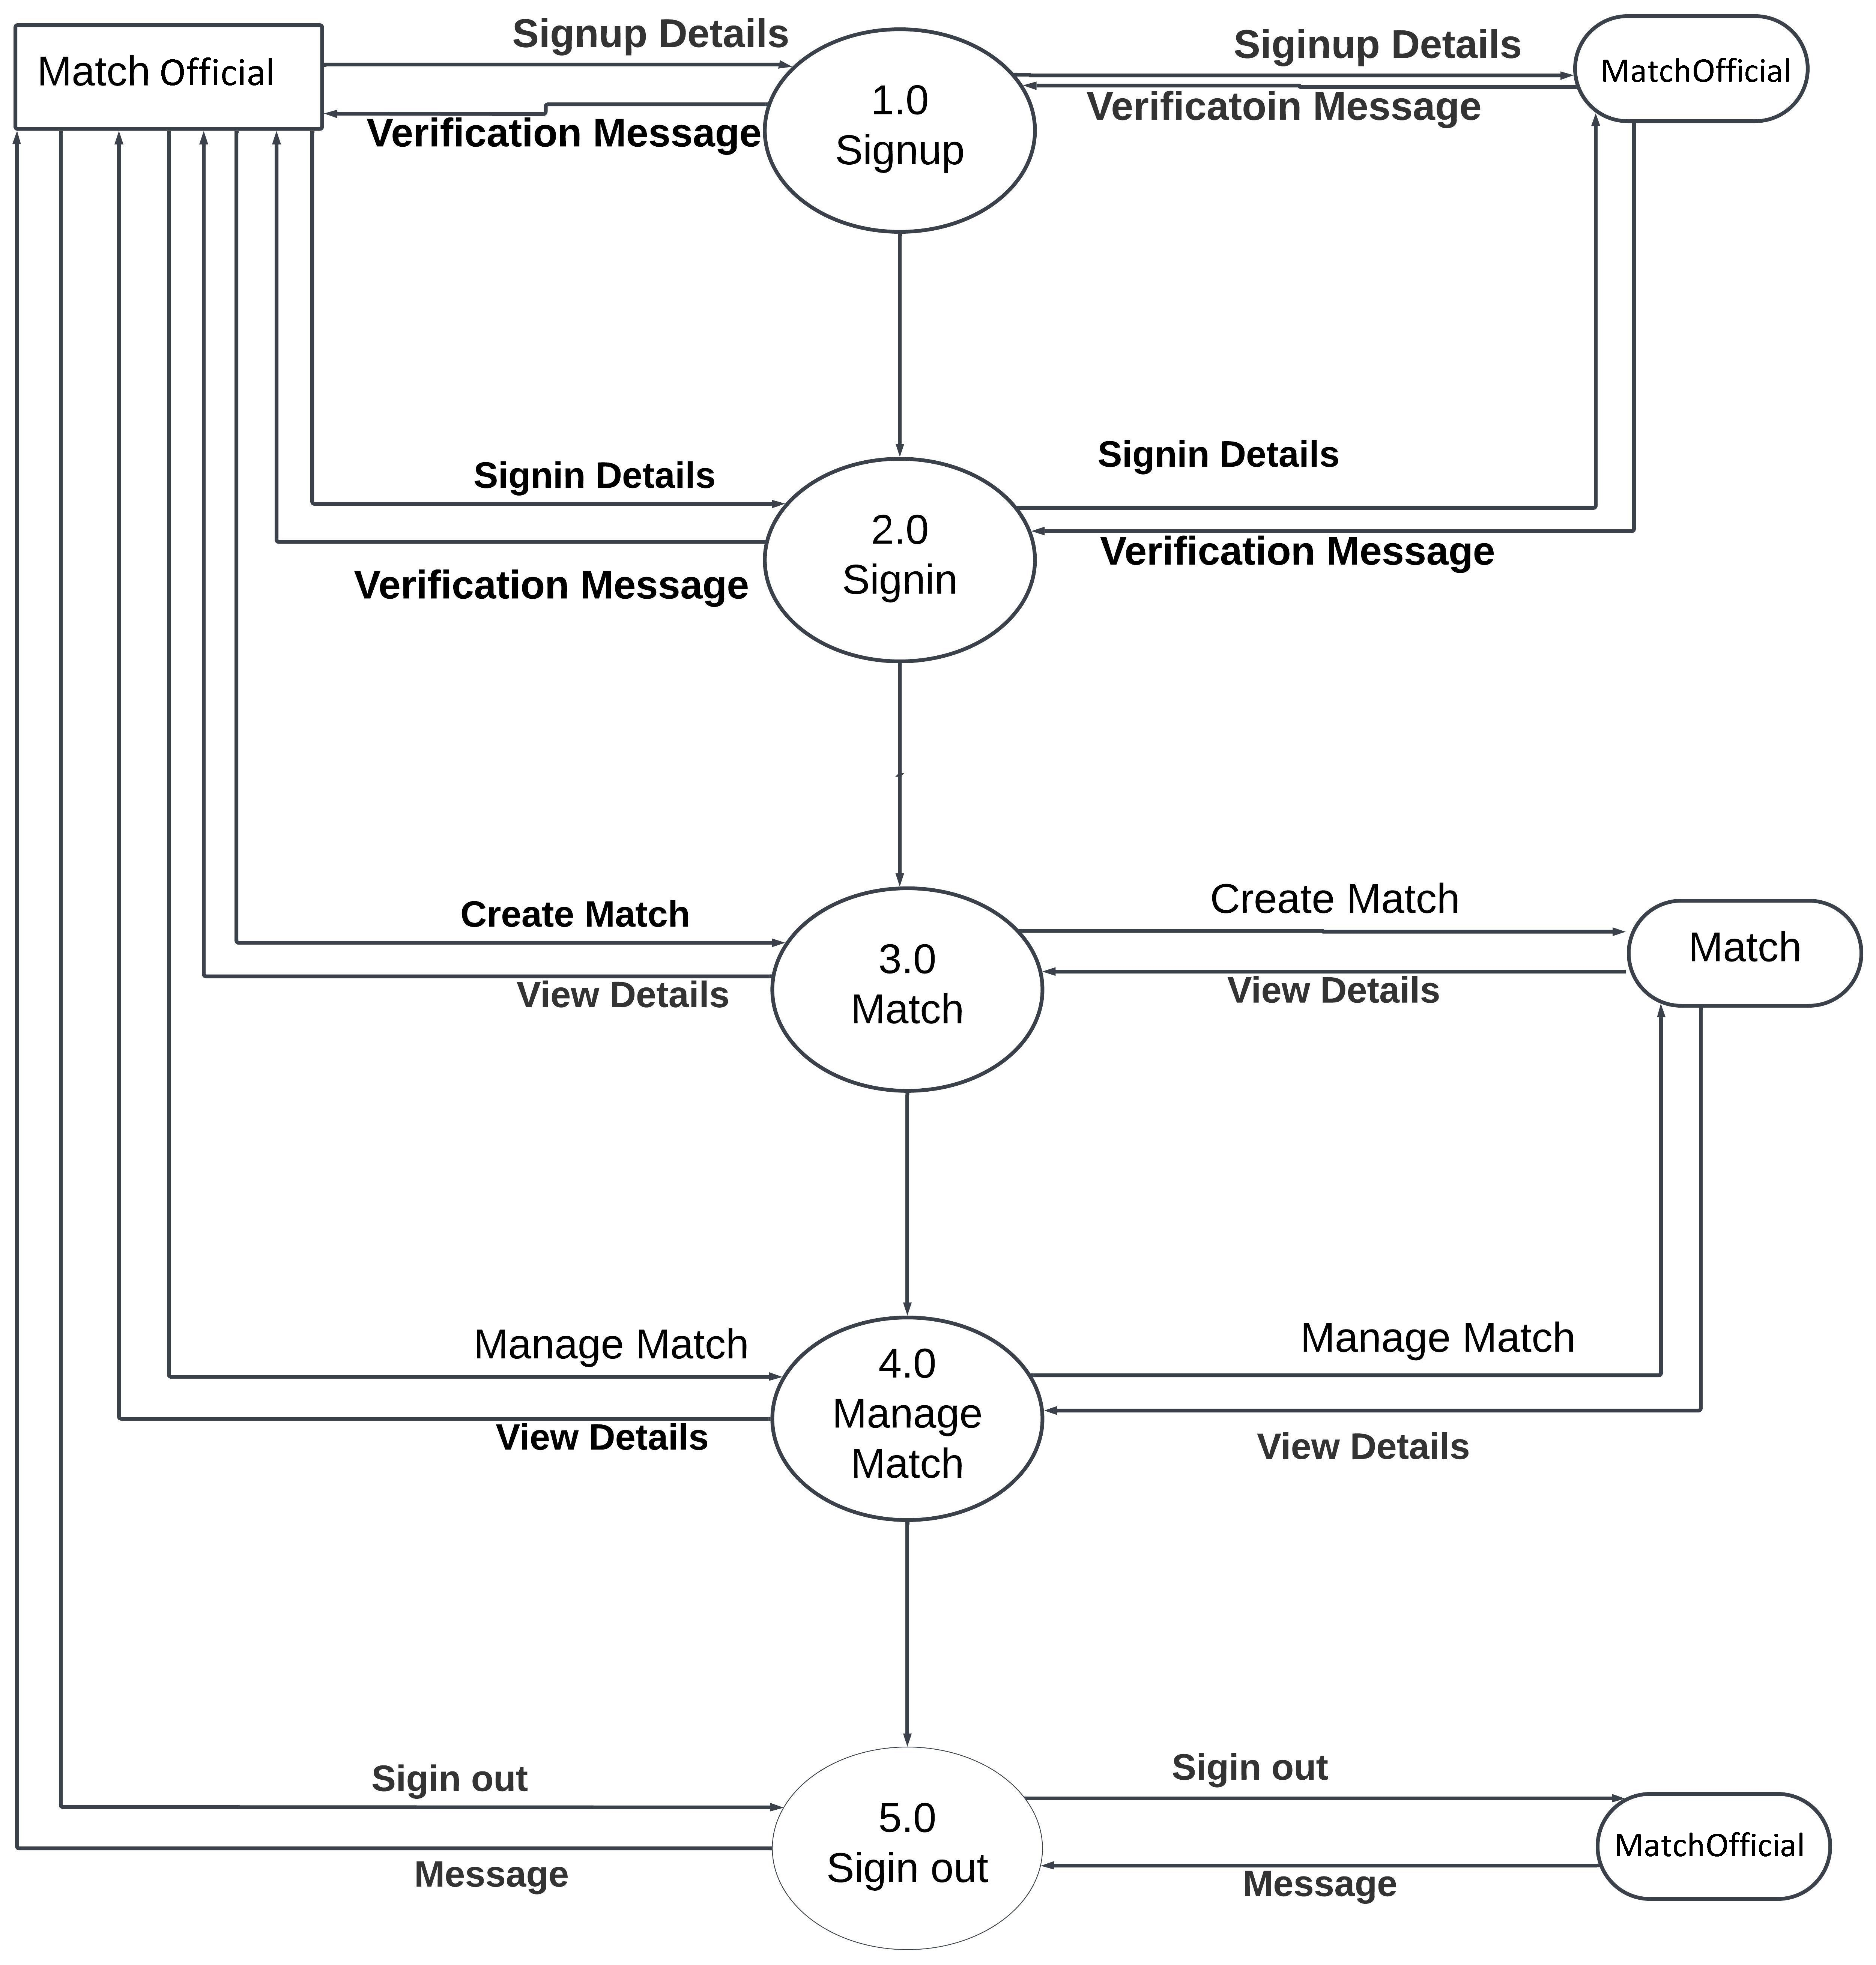 Signup Details
Siginup Details
Match Official
MatchOfficial
1.0
Signup
Verificatoin Message
Verification Message
Signin Details
Signin Details
2.0
Signin
Verification Message
Verification Message
Create Match
Create Match
3.0
Match
Match
View Details
View Details
Manage Match
Manage Match
4.0
Manage
Match
View Details
View Details
Sigin out
Sigin out
5.0
Sigin out
MatchOfficial
Message
Message